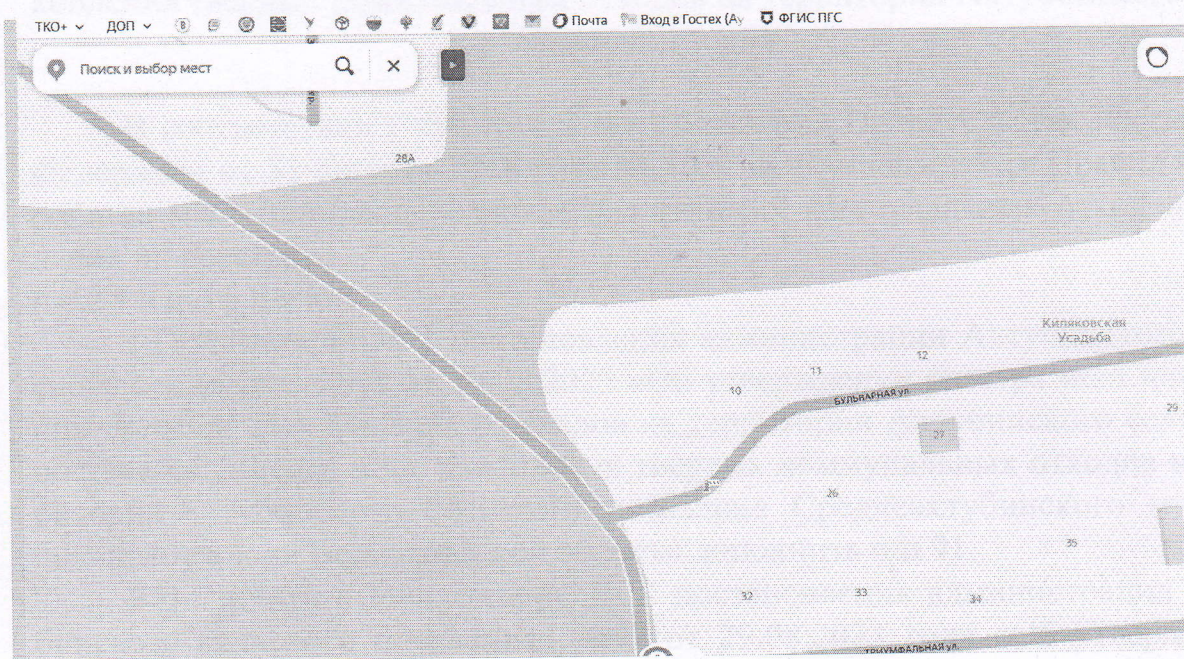 ТКО+
ДОП
В
Почта
Вход в Гостех (Ау
ФГИС ПГС
Поиск и выбор мест
28А
Киляковская
Усадьба
12
11
10
БУЛЬВАРНАЯ ул.
29
27
26
35
32
33
34
ТРИУМФАЛЬНАЯ ул.